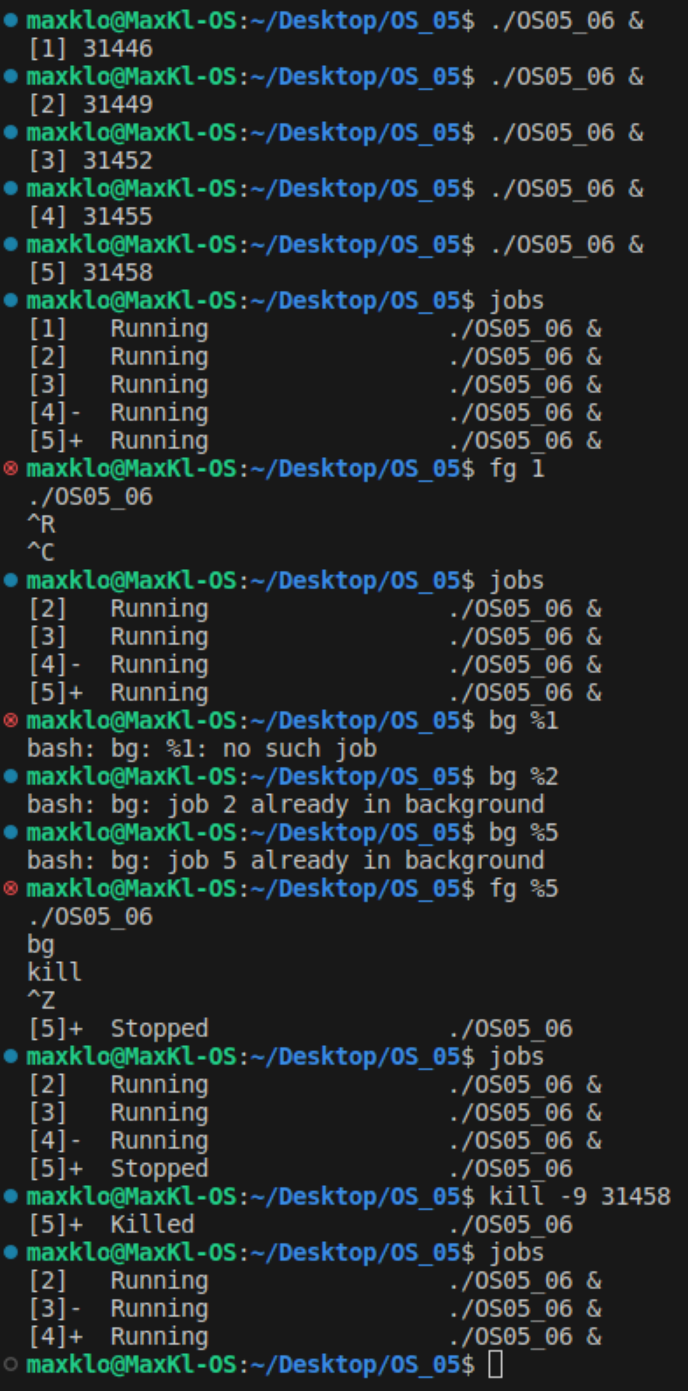 maxklo@MaxKl-OS:~/Desktop/OS_05$ ./OS05_06 &
[1] 31446
maxklo@MaxKl-OS:~/Desktop/OS_05$ ./OS05_06 &
[2] 31449
maxklo@MaxKl-OS:~/Desktop/OS_05$ ./OS05_06 &
[3] 31452
maxklo@MaxKl-OS:~/Desktop/OS_05$ ./OS05_06 &
[4] 31455
maxklo@MaxKl-OS:~/Desktop/OS_05$ ./OS05_06 &
[5] 31458
maxklo@MaxKl-OS:~/Desktop/OS_05$ jobs
[1]   Running                 ./OS05_06 &
[2]   Running                 ./OS05_06 &
[3]   Running                 ./OS05_06 &
[4]-  Running                 ./OS05_06 &
[5]+  Running                 ./OS05_06 &
maxklo@MaxKl-OS:~/Desktop/OS_05$ fg 1
./OS05_06
^R
^C
maxklo@MaxKl-OS:~/Desktop/OS_05$ jobs
[2]   Running                 ./OS05_06 &
[3]   Running                 ./OS05_06 &
[4]-  Running                 ./OS05_06 &
[5]+  Running                 ./OS05_06 &
maxklo@MaxKl-OS:~/Desktop/OS_05$ bg %1
bash: bg: %1: no such job
maxklo@MaxKl-OS:~/Desktop/OS_05$ bg %2
bash: bg: job 2 already in background
maxklo@MaxKl-OS:~/Desktop/OS_05$ bg %5
bash: bg: job 5 already in background
maxklo@MaxKl-OS:~/Desktop/OS_05$ fg %5
./OS05_06
bg
kill
^Z
[5]+  Stopped                 ./OS05_06
maxklo@MaxKl-OS:~/Desktop/OS_05$ jobs
[2]   Running                 ./OS05_06 &
[3]   Running                 ./OS05_06 &
[4]-  Running                 ./OS05_06 &
[5]+  Stopped                 ./OS05_06
maxklo@MaxKl-OS:~/Desktop/OS_05$ kill -9 31458
[5]+  Killed                  ./OS05_06
maxklo@MaxKl-OS:~/Desktop/OS_05$ jobs
[2]   Running                 ./OS05_06 &
[3]-  Running                 ./OS05_06 &
[4]+  Running                 ./OS05_06 &
maxklo@MaxKl-OS:~/Desktop/OS_05$